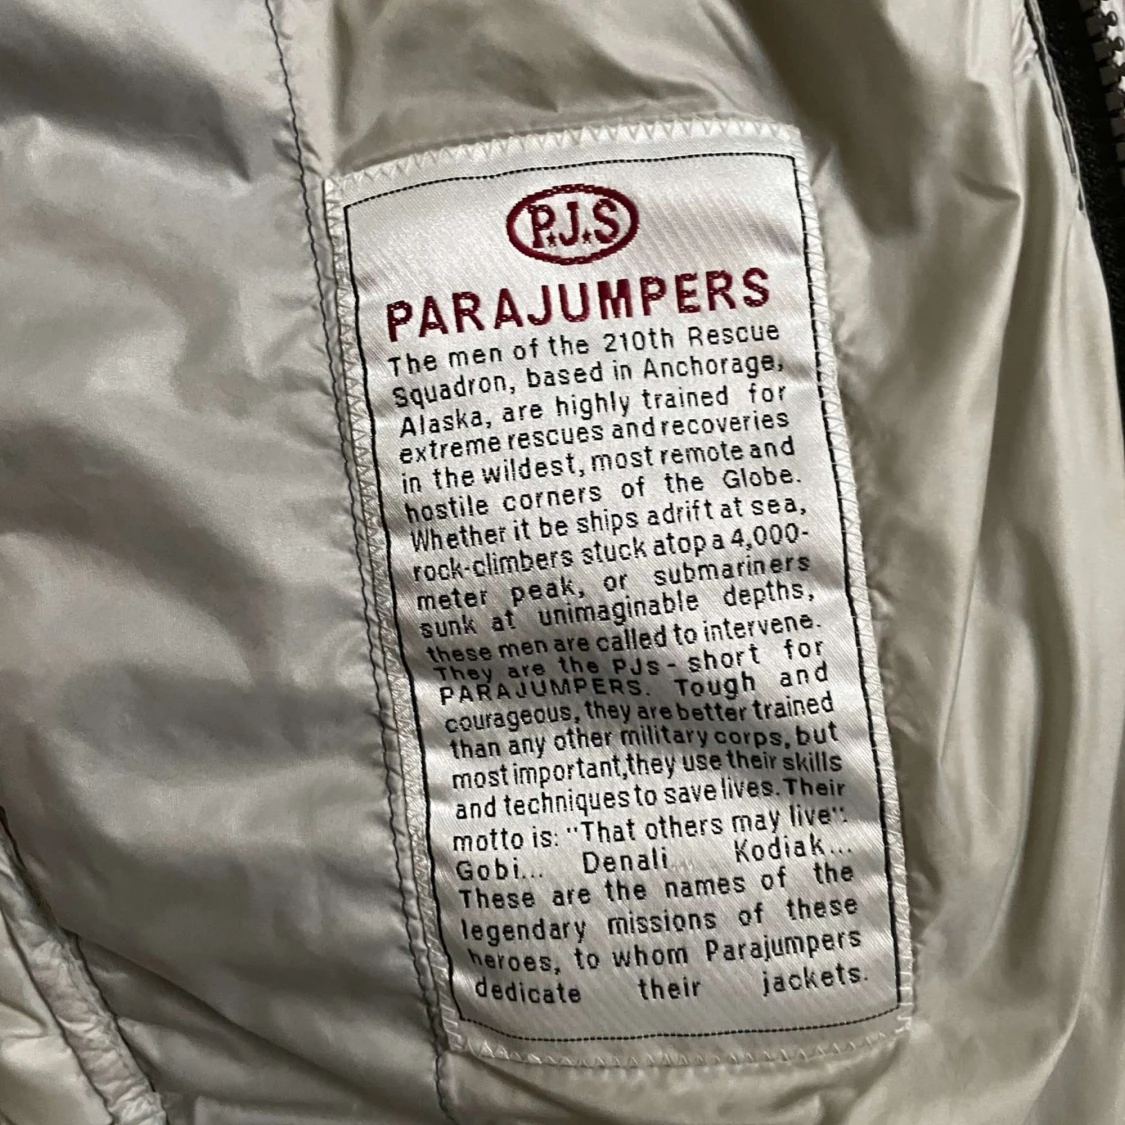 P.J.S
PARAJUMPERS
The men of the 210th Rescue
Squadron, based in Anchorage,
Alaska, are highly trained for
extreme rescues and recoveries
in the wildest, most remote and
hostile corners of the Globe.
Whether it be ships adrift at sea,
rock-climbers stuck atop a 4,000-
meter peak, or submariners
sunk at unimaginable depths,
these men are called to intervene.
They are the PJs - short for
PARAJUMPERS. Tough and
courageous, they are better trained
than any other military corps, but
most important,they use their skills
and techniques to save lives. Their
motto is: "That others may live".
Gobi... Denali... Kodiak...
These are the names of the
legendary missions of these
heroes, to whom Parajumpers
dedicate their jackets.